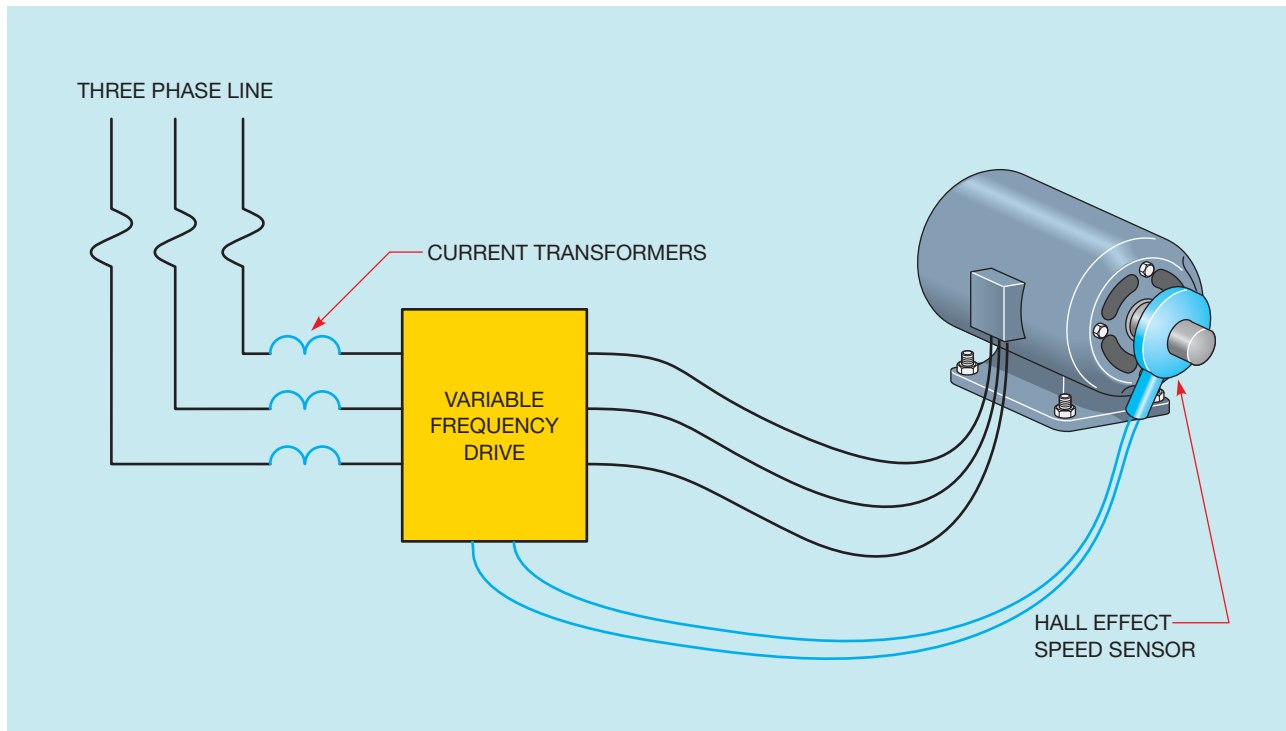 THREE PHASE LINE
CURRENT TRANSFORMERS
VARIABLE
FREQUENCY
DRIVE
HALL EFFECT
SPEED SENSOR